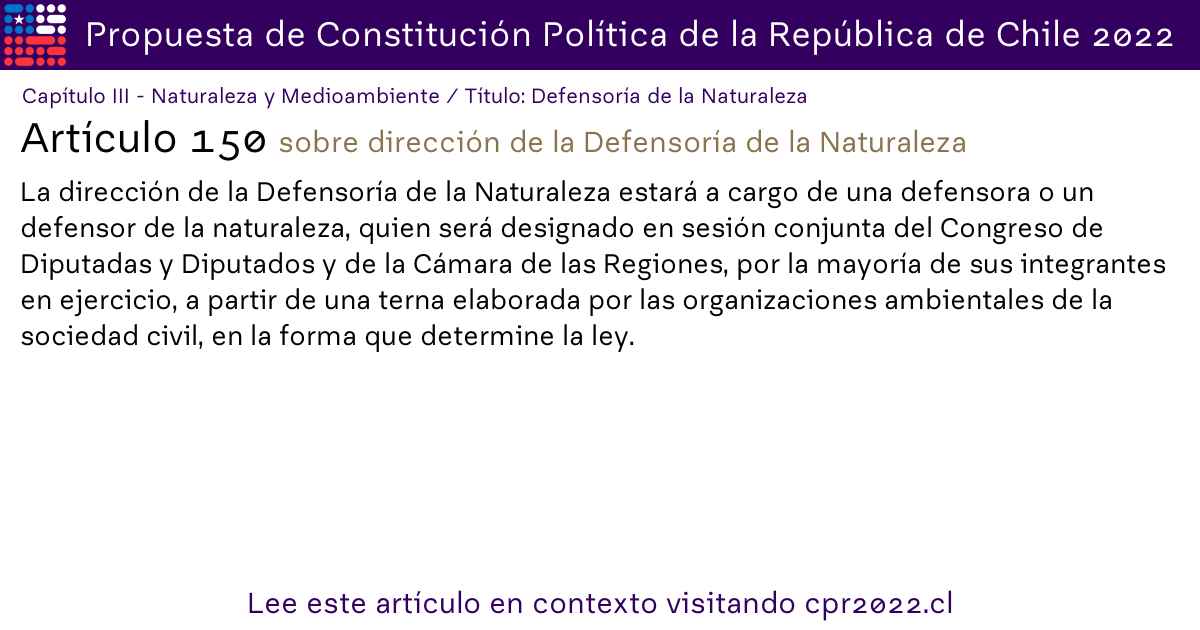 Propuesta de Constitución Política de la República de Chile 2022
Capítulo III - Naturaleza y Medioambiente / Título: Defensoría de la Naturaleza
Artículo 150 sobre dirección de la Defensoría de la Naturaleza
La dirección de la Defensoría de la Naturaleza estará a cargo de una defensora o un
defensor de la naturaleza, quien será designado en sesión conjunta del Congreso de
Diputadas y Diputados y de la Cámara de las Regiones, por la mayoría de sus integrantes
en ejercicio, a partir de una terna elaborada por las organizaciones ambientales de la
sociedad civil, en la forma que determine la ley.
Lee este artículo en contexto visitando cpr2022.cl